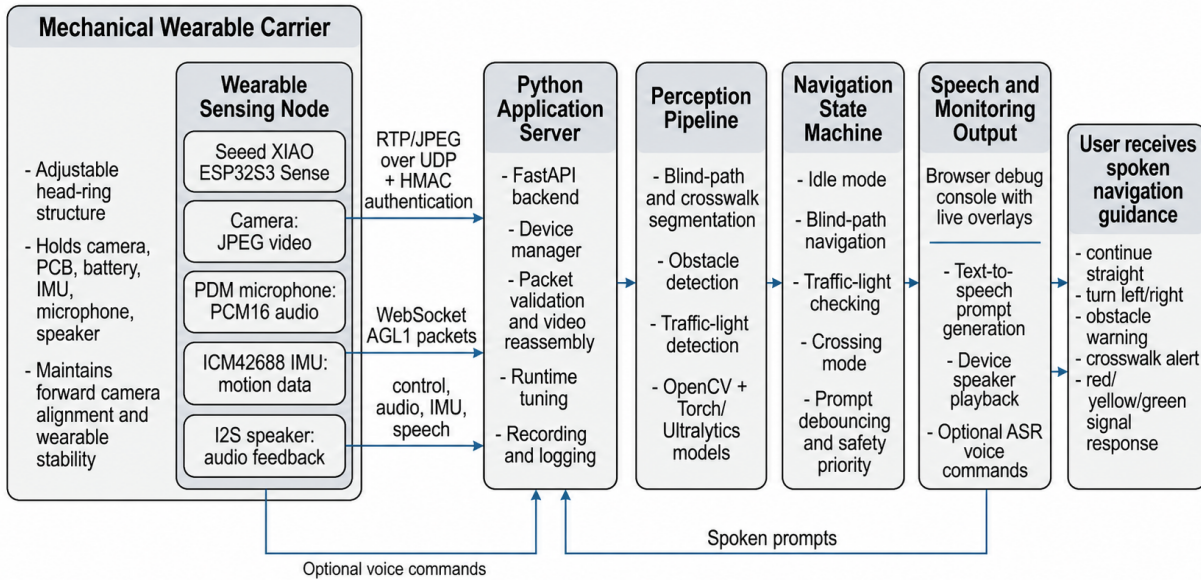 Mechanical Wearable Carrier
- Adjustable
head-ring
structure
- Holds camera,
PCB, battery,
IMU,
microphone,
speaker
- Maintains
forward camera
alignment and
wearable
stability
Wearable
Sensing Node
Seeed XIAO
ESP32S3 Sense
Camera:
JPEG video
PDM microphone:
PCM16 audio
ICM42688 IMU:
motion data
I2S speaker:
audio feedback
RTP/JPEG
over UDP
+ HMAC
authentication
WebSocket
AGL1 packets
control,
audio, IMU,
speech
Python
Application
Server
- FastAPI
backend
- Device
manager
- Packet
validation
and video
reassembly
- Runtime
tuning
- Recording
and logging
Perception
Pipeline
- Blind-path
and crosswalk
segmentation
- Obstacle
detection
- Traffic-light
detection
- OpenCV +
Torch/
Ultralytics
models
Navigation
State
Machine
- Idle mode
- Blind-path
navigation
- Traffic-light
checking
- Crossing
mode
- Prompt
debouncing
and safety
priority
Speech and
Monitoring
Output
Browser debug
console with
live overlays
- Text-to-
speech
prompt
generation
- Device
speaker
playback
- Optional ASR
voice
commands
User receives
spoken
navigation
guidance
- continue
straight
- turn left/right
- obstacle
warning
- crosswalk alert
- red/
yellow/green
signal
response
Spoken prompts
Optional voice commands